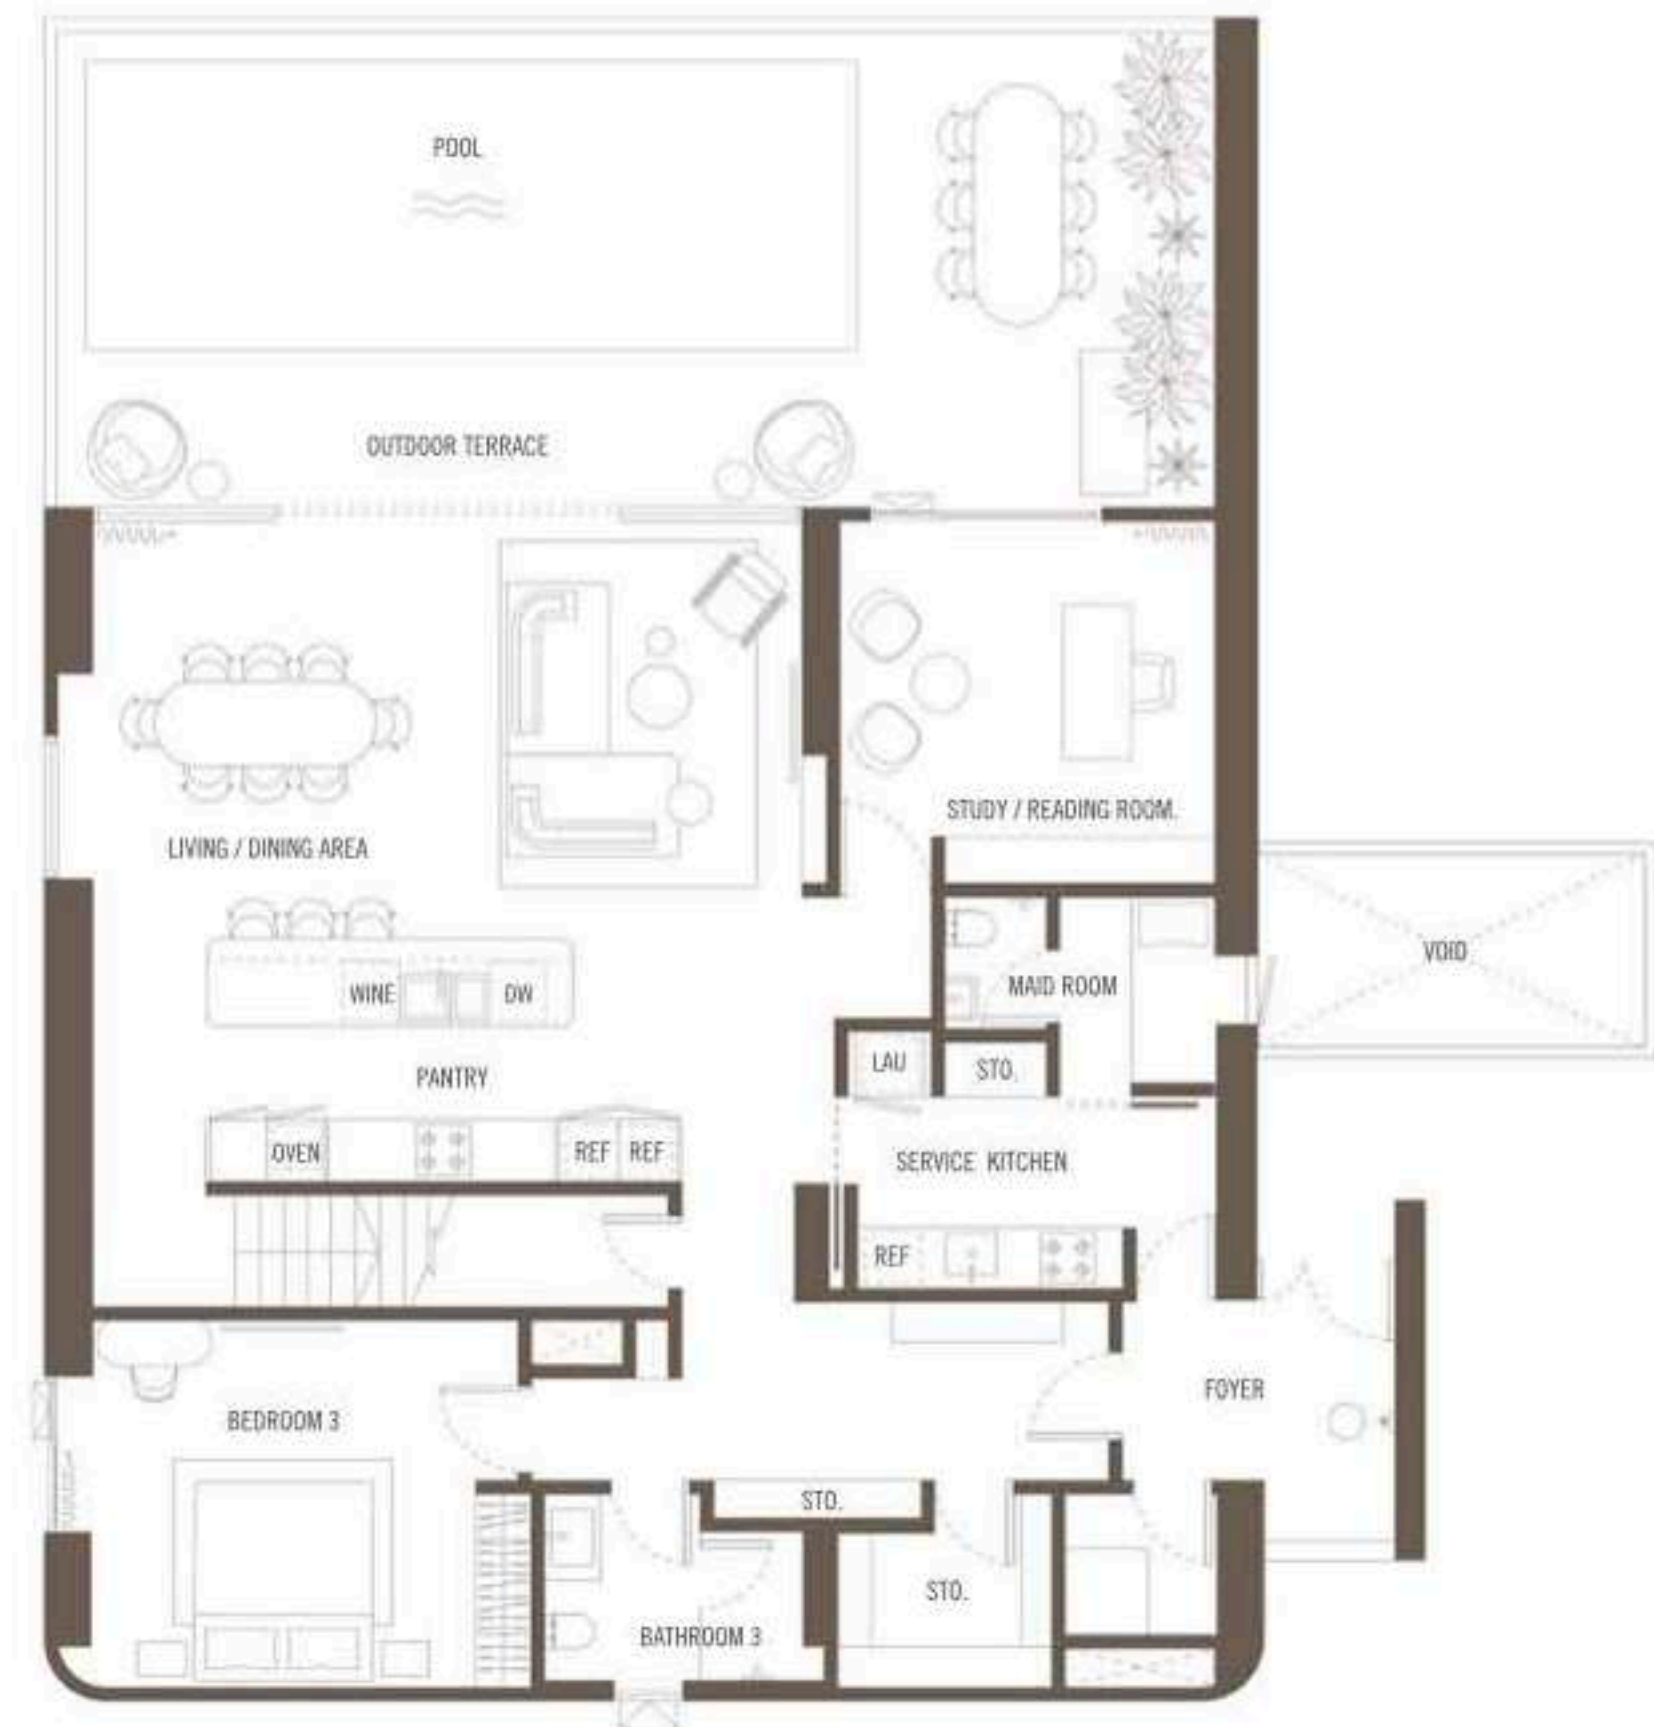 POOL
OUTDOOR TERRACE
STUDY / READING ROOM.
LIVING / DINING AREA
VOID
WINE
DW
MAID ROOM
LAU
STO.
PANTRY
OVEN
REF
REF
SERVICE KITCHEN
REF
FOYER
BEDROOM 3
STO.
STO.
BATHROOM 3